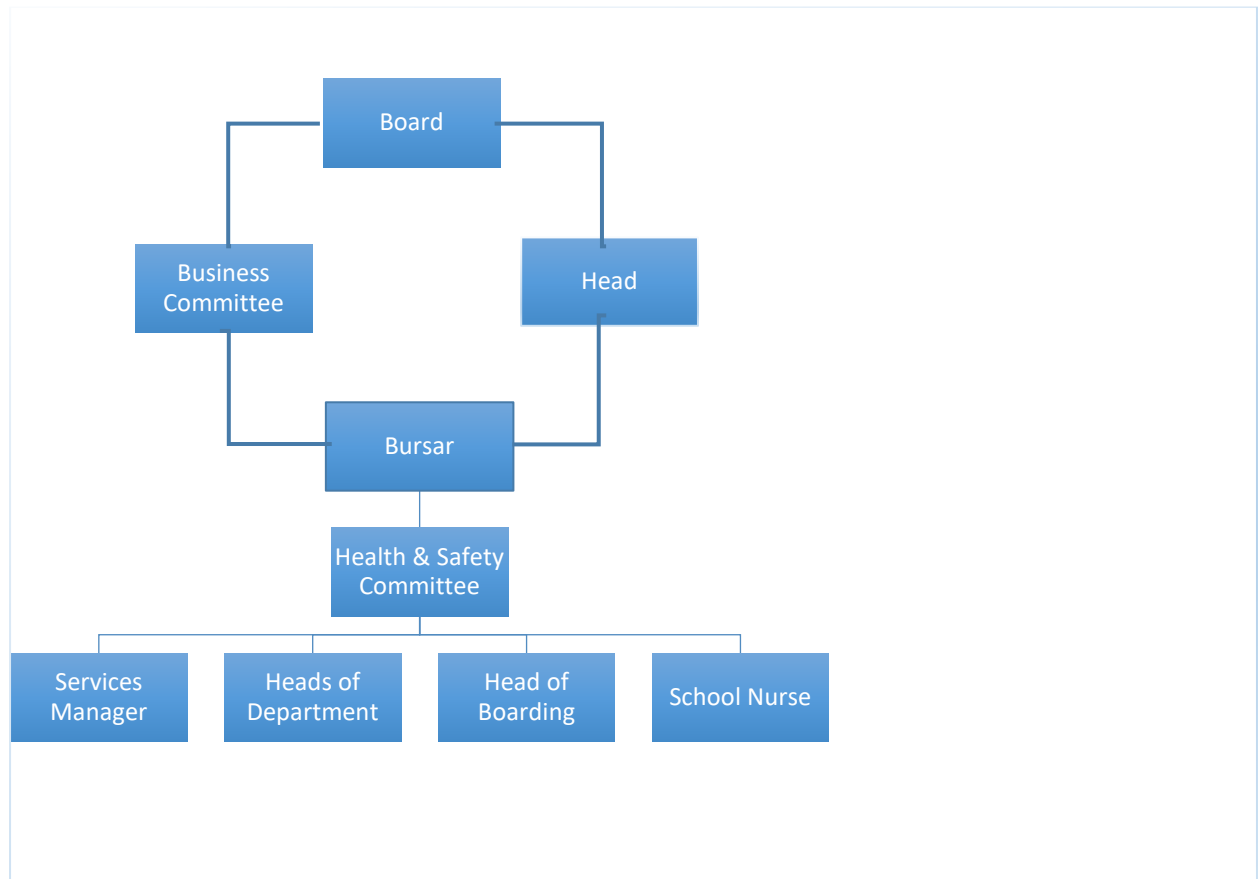 Board
Business
Committee
Head
Bursar
Health & Safety
Committee
Services
Manager
Heads of
Department
Head of
Boarding
School Nurse